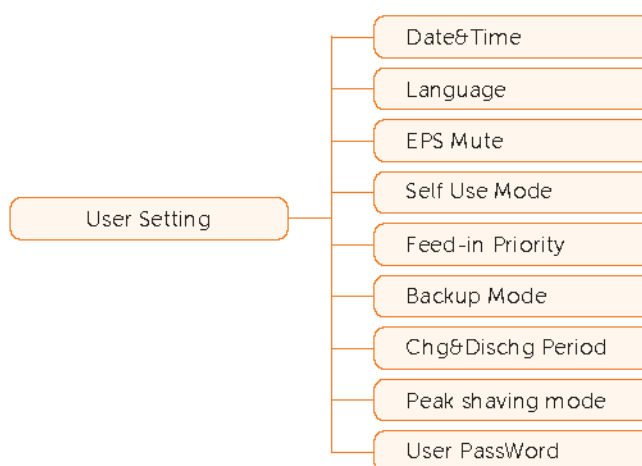 Date&Time
Language
EPS Mute
Self Use Mode
User Setting
Feed-in Priority
Backup Mode
Chg&Dischg Period
Peak shaving mode
User PassWord